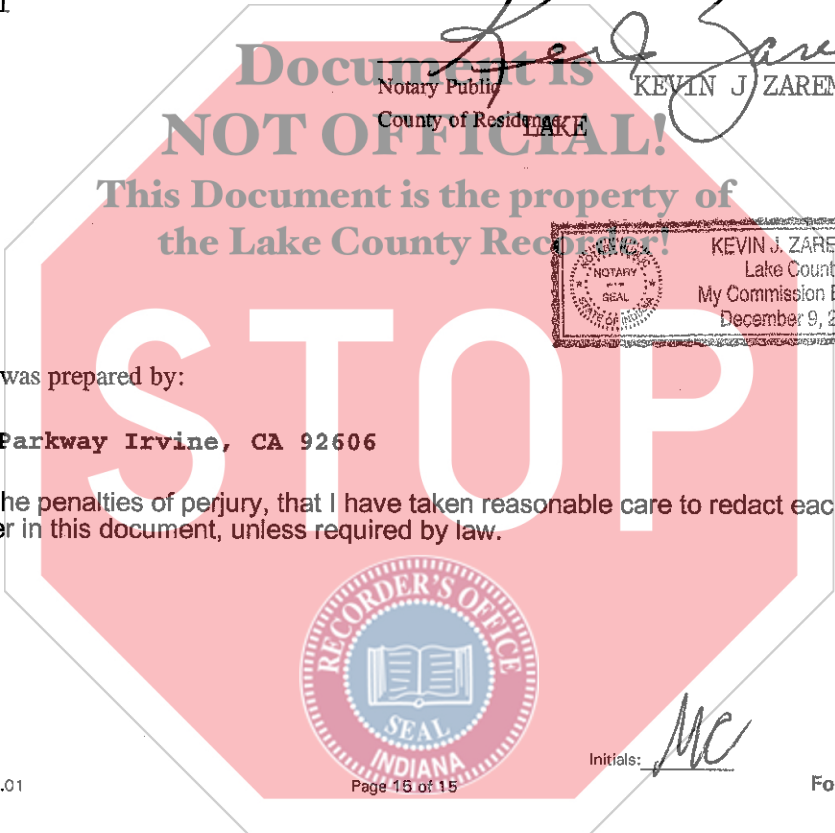 Document is
Notary Public
KEVIN J ZAREM
NOT OFFICIAL!
County of Residence
LAKE
This Document is the property of
the Lake County Recorder!
NOTARY
SEAL
STATE OF INDIANA
KEVIN J. ZARE
Lake Count
My Commission E
December 9, 2
STOP
was prepared by:
Parkway Irvine, CA 92606
he penalties of perjury, that I have taken reasonable care to redact eac
er in this document, unless required by law.
RECORDER'S OFFICE
SEAL
INDIANA
Initials: MC
.01
Page 15 of 15
Fo